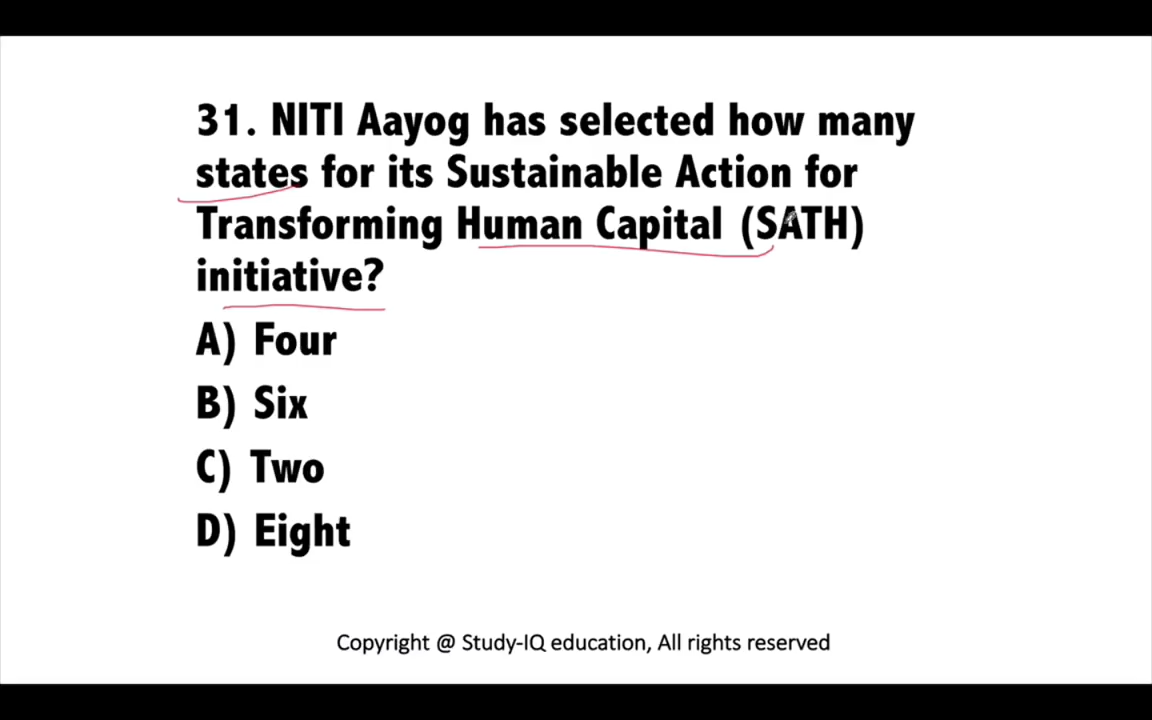 31. NITI Aayog has selected how many
states for its Sustainable Action for
Transforming Human Capital (SATH)
initiative?
A) Four
B) Six
C) Two
D) Eight
Copyright @ Study-IQ education, All rights reserved